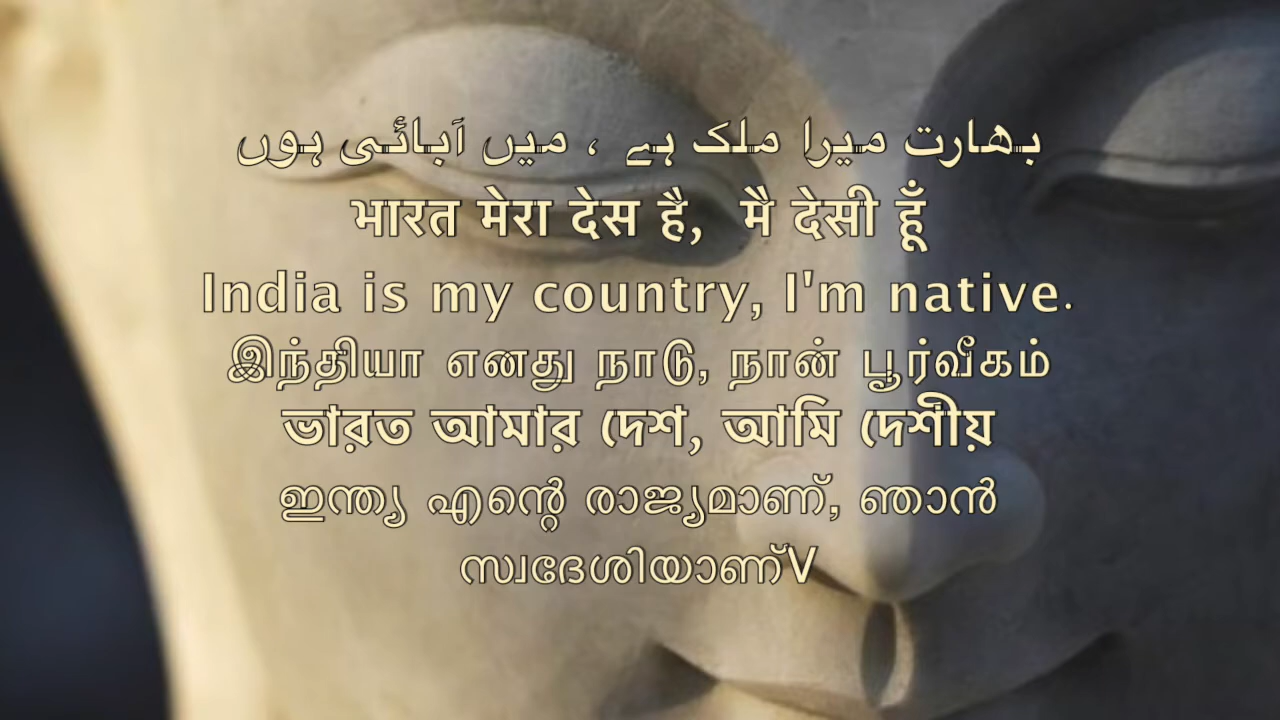 بھارت میرا ملک ہے ، میں آبائی ہوں
भारत मेरा देस है, मै देसी हूँ
India is my country, I'm native.
இந்தியா எனது நாடு, நான் பூர்வீகம்
ভারত আমার দেশ, আমি দেশীয়
ഇന്ത്യ എന്റെ രാജ്യമാണ്, ഞാൻ
സ്വദേശിയാണ്V